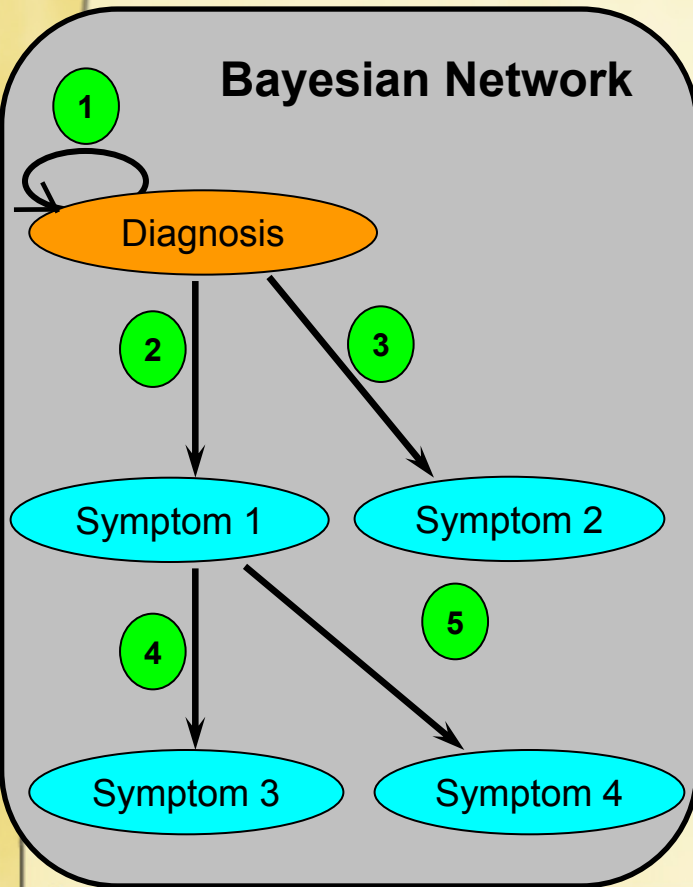 Bayesian Network
1
Diagnosis
2
3
Symptom 1
Symptom 2
4
5
Symptom 3
Symptom 4